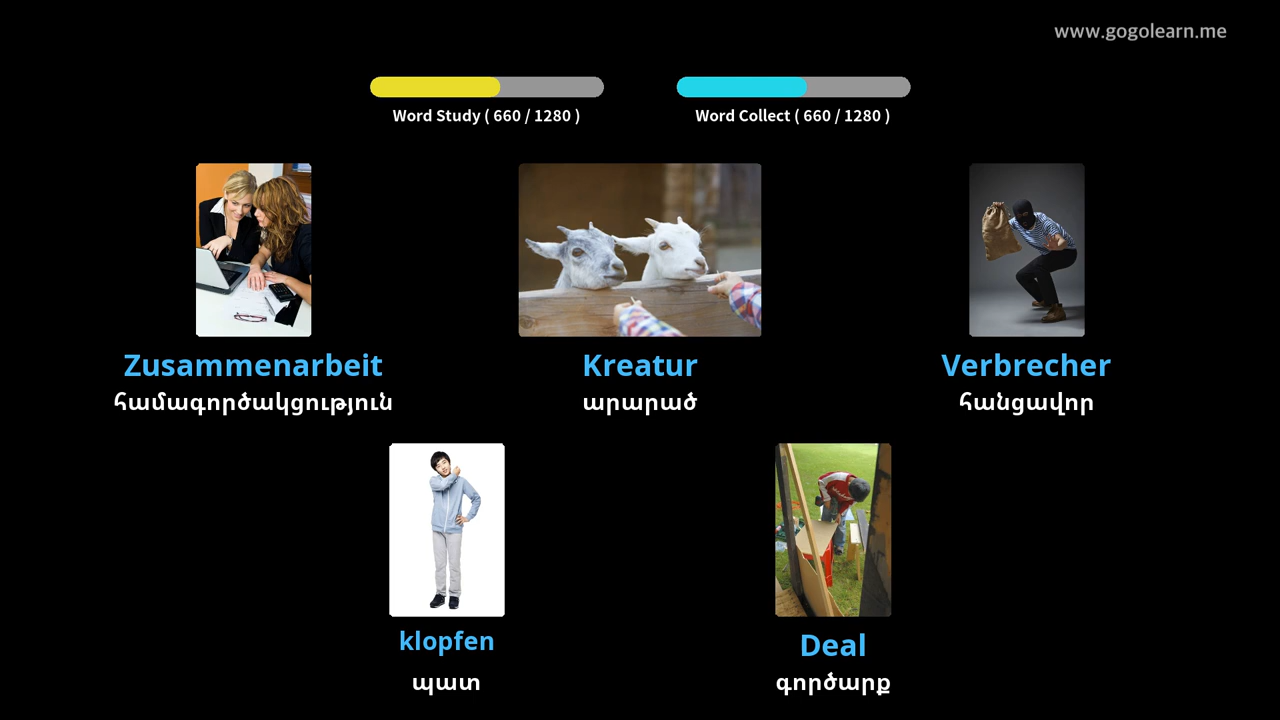 www.gogolearn.me
Word Study ( 660 / 1280 )
Word Collect ( 660 / 1280 )
Zusammenarbeit
համագործակցություն
Kreatur
արարած
Verbrecher
հանցավոր
klopfen
պատ
Deal
գործարք